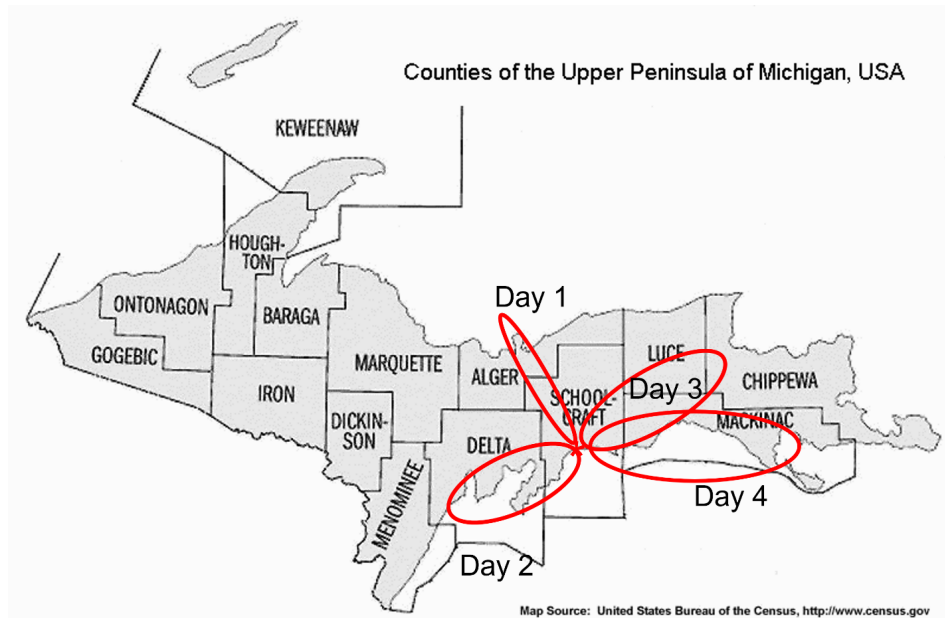 Counties of the Upper Peninsula of Michigan, USA
KEWEENAW
HOUGH-
TON
ONTONAGON
BARAGA
GOGEBIC
IRON
MARQUETTE
DICKIN-
SON
MENOMINEE
Day 1
ALGER
SCHOOL-
CRAFT
LUCE
CHIPPEWA
Day 3
MACKINAC
DELTA
Day 4
Day 2
Map Source: United States Bureau of the Census, http://www.census.gov